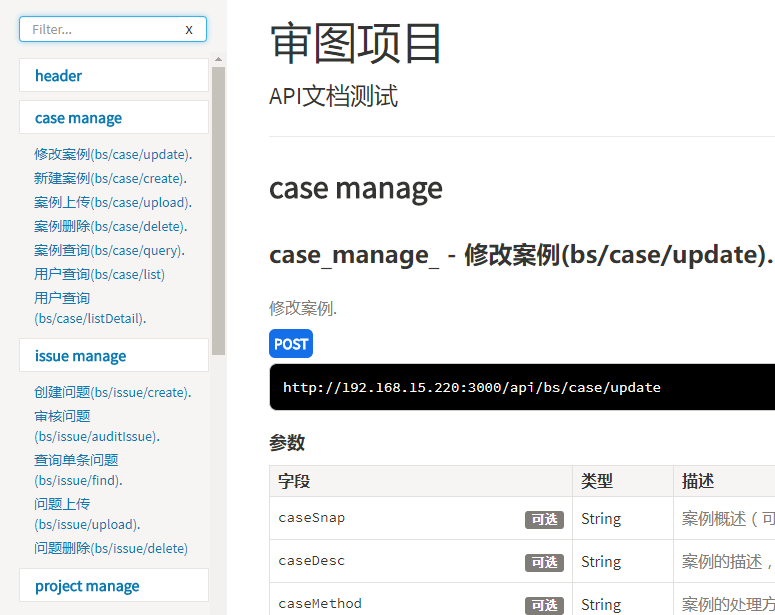 Filter... X
header
case manage
修改案例(bs/case/update).
新建案例(bs/case/create).
案例上传(bs/case/upload).
案例删除(bs/case/delete).
案例查询(bs/case/query).
用户查询(bs/case/list)
用户查询
(bs/case/listDetail).
issue manage
创建问题(bs/issue/create).
审核问题
(bs/issue/auditIssue).
查询单条问题
(bs/issue/find).
问题上传
(bs/issue/upload).
问题删除(bs/issue/delete)
project manage
审图项目
API文档测试
case manage
case_manage_ - 修改案例(bs/case/update).
修改案例.
POST
http://192.168.15.220:3000/api/bs/case/update
参数
字段 类型 描述
caseSnap 可选 String 案例概述（可
caseDesc 可选 String 案例的描述，
caseMethod 可选 String 案例的处理方